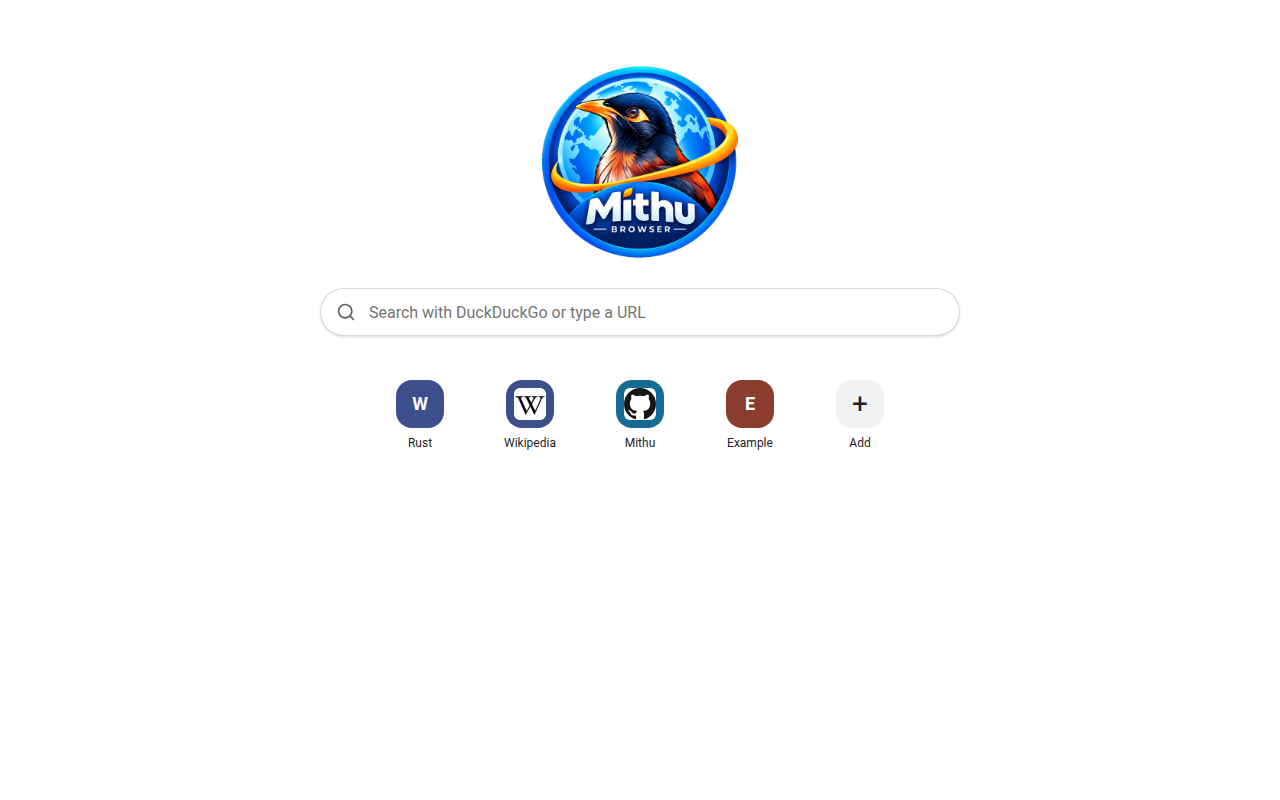 Mithu
BROWSER
Search with DuckDuckGo or type a URL
W
W
E
+
Rust
Wikipedia
Mithu
Example
Add